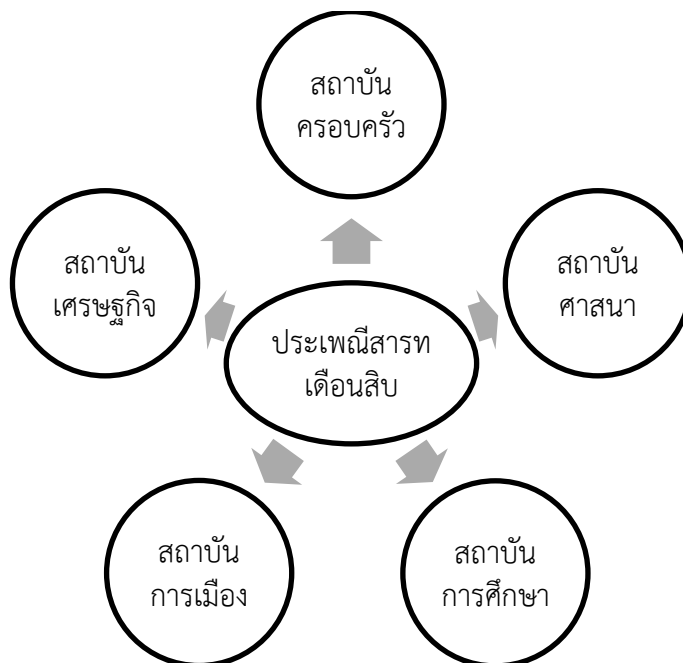 สถาบัน
ครอบครัว
สถาบัน
เศรษฐกิจ
สถาบัน
ศาสนา
ประเพณีสารท
เดือนสิบ
สถาบัน
การเมือง
สถาบัน
การศึกษา